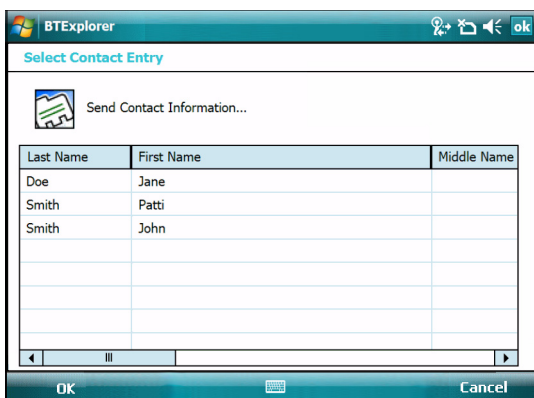 BTExplorer ok
Select Contact Entry
Send Contact Information...
Last Name First Name Middle Name
Doe Jane
Smith Patti
Smith John
OK Cancel